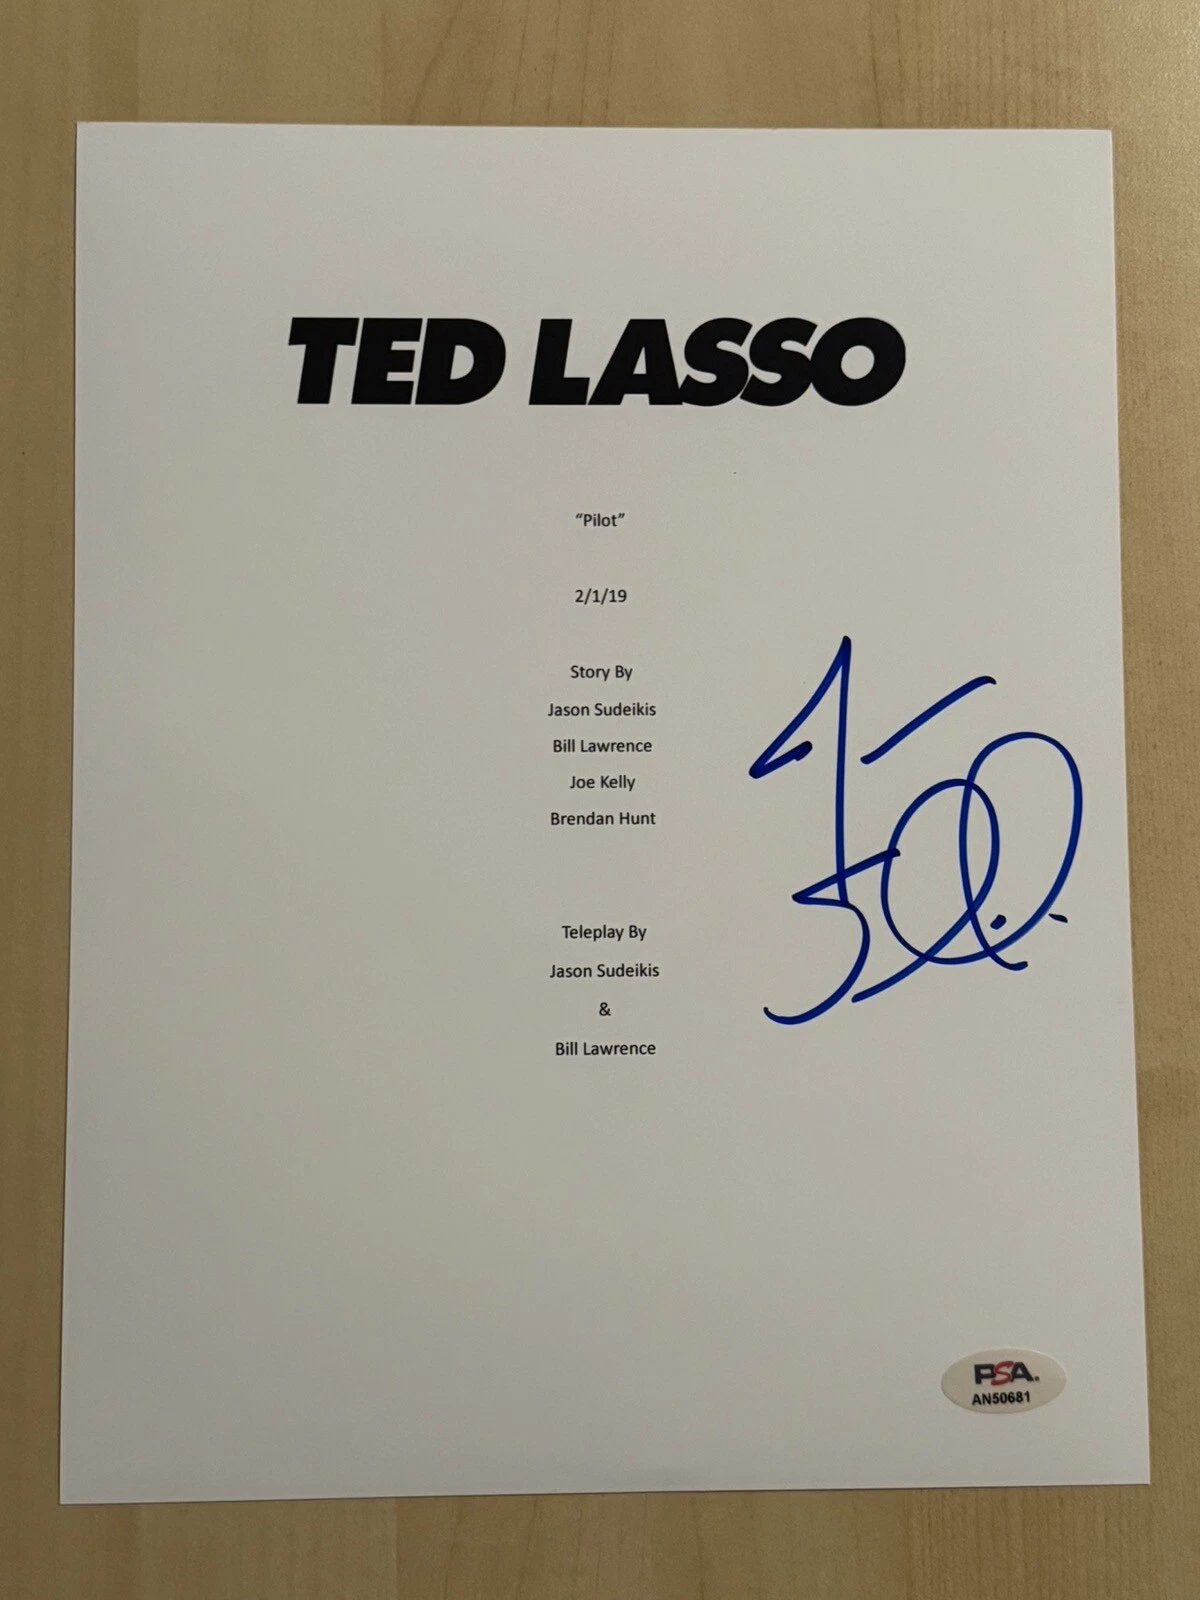 TED LASSO
“Pilot”
2/1/19
Story By
Jason Sudeikis
Bill Lawrence
Joe Kelly
Brendan Hunt
Teleplay By
Jason Sudeikis
&
Bill Lawrence
PSA.
AN50681